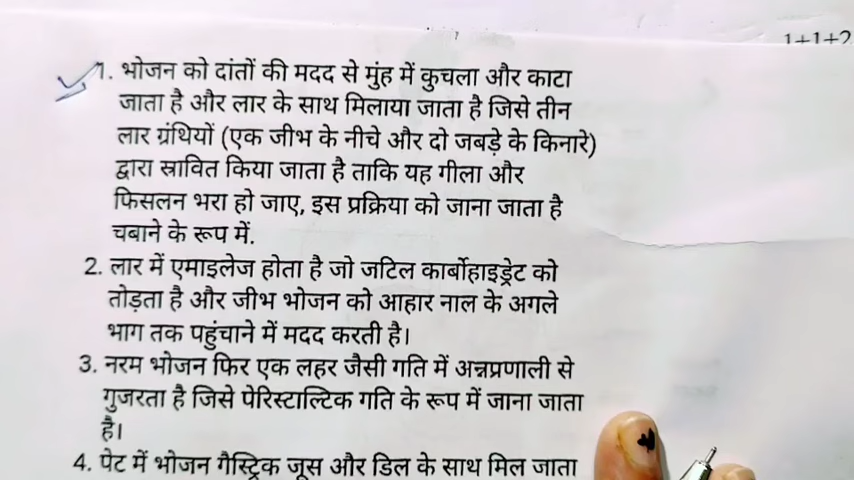 1+1+2
1. भोजन को दांतों की मदद से मुंह में कुचला और काटा
जाता है और लार के साथ मिलाया जाता है जिसे तीन
लार ग्रंथियों (एक जीभ के नीचे और दो जबड़े के किनारे)
द्वारा स्रावित किया जाता है ताकि यह गीला और
फिसलन भरा हो जाए, इस प्रक्रिया को जाना जाता है
चबाने के रूप में.
2. लार में एमाइलेज होता है जो जटिल कार्बोहाइड्रेट को
तोड़ता है और जीभ भोजन को आहार नाल के अगले
भाग तक पहुंचाने में मदद करती है।
3. नरम भोजन फिर एक लहर जैसी गति में अन्नप्रणाली से
गुजरता है जिसे पेरिस्टाल्टिक गति के रूप में जाना जाता
है।
4. पेट में भोजन गैस्ट्रिक जूस और डिल के साथ मिल जाता